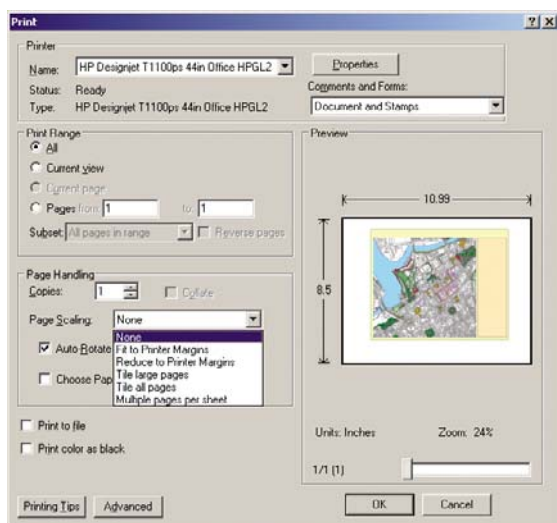 Print
Printer
Name: HP Designjet T1100ps 44in Office HPGL2
Properties
Status: Ready
Comments and Forms:
Type: HP Designjet T1100ps 44in Office HPGL2
Document and Stamps
Print Range
All
Current view
Current page
Pages from: 1 to: 1
Subset: All pages in range Reverse pages
Page Handling
Copies: 1 Collate
Page Scaling: None
None
Fit to Printer Margins
Reduce to Printer Margins
Tile large pages
Tile all pages
Multiple pages per sheet
Auto-Rotate
Choose Pap
Print to file
Print color as black
Preview
10.99
8.5
Units: Inches Zoom: 24%
1/1 (1)
Printing Tips Advanced OK Cancel